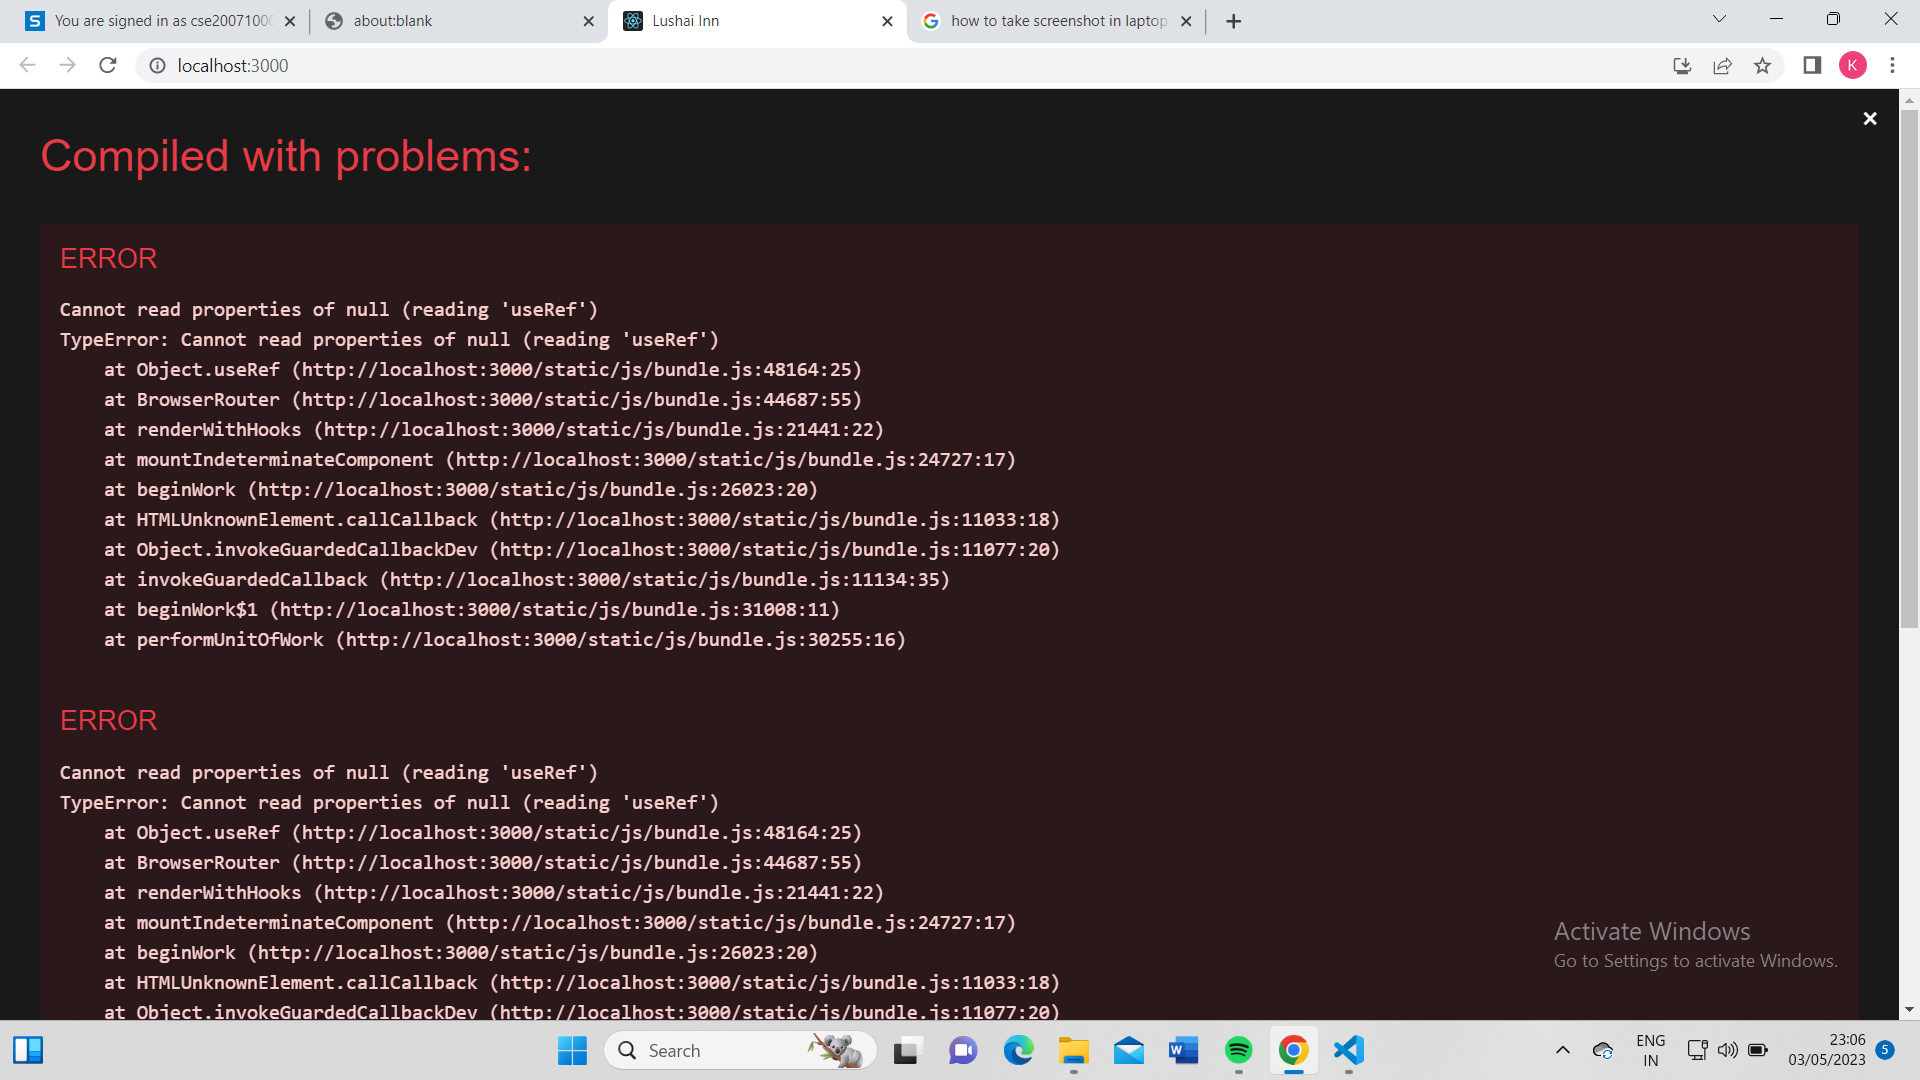 You are signed in as cse20071000
about:blank
Lushai Inn
how to take screenshot in laptop
localhost:3000
K
Compiled with problems:
ERROR
Cannot read properties of null (reading 'useRef')
TypeError: Cannot read properties of null (reading 'useRef')
at Object.useRef (http://localhost:3000/static/js/bundle.js:48164:25)
at BrowserRouter (http://localhost:3000/static/js/bundle.js:44687:55)
at renderWithHooks (http://localhost:3000/static/js/bundle.js:21441:22)
at mountIndeterminateComponent (http://localhost:3000/static/js/bundle.js:24727:17)
at beginWork (http://localhost:3000/static/js/bundle.js:26023:20)
at HTMLUnknownElement.callCallback (http://localhost:3000/static/js/bundle.js:11033:18)
at Object.invokeGuardedCallbackDev (http://localhost:3000/static/js/bundle.js:11077:20)
at invokeGuardedCallback (http://localhost:3000/static/js/bundle.js:11134:35)
at beginWork$1 (http://localhost:3000/static/js/bundle.js:31008:11)
at performUnitOfWork (http://localhost:3000/static/js/bundle.js:30255:16)
ERROR
Cannot read properties of null (reading 'useRef')
TypeError: Cannot read properties of null (reading 'useRef')
at Object.useRef (http://localhost:3000/static/js/bundle.js:48164:25)
at BrowserRouter (http://localhost:3000/static/js/bundle.js:44687:55)
at renderWithHooks (http://localhost:3000/static/js/bundle.js:21441:22)
at mountIndeterminateComponent (http://localhost:3000/static/js/bundle.js:24727:17)
at beginWork (http://localhost:3000/static/js/bundle.js:26023:20)
at HTMLUnknownElement.callCallback (http://localhost:3000/static/js/bundle.js:11033:18)
at Object.invokeGuardedCallbackDev (http://localhost:3000/static/js/bundle.js:11077:20)
Activate Windows
Go to Settings to activate Windows.
Search
ENG
IN
23:06
03/05/2023
5